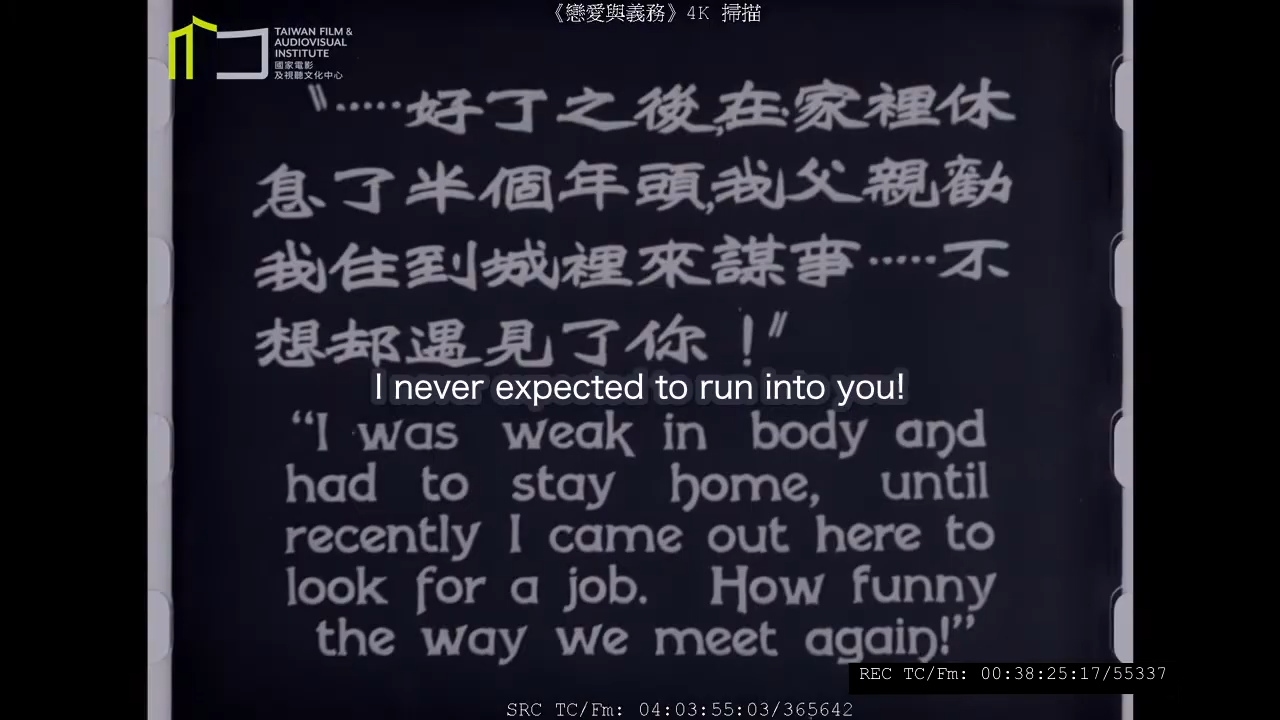 《戀愛與義務》4K 掃描
TAIWAN FILM &
AUDIOVISUAL
INSTITUTE
國家電影
及視聽文化中心
〝……好了之後,在家裡休
息了半個年頭,我父親勸
我住到城裡來謀事……不
想却遇見了你！〞
I never expected to run into you!
“I was weak in body and
had to stay home, until
recently I came out here to
look for a job. How funny
the way we meet again!”
REC TC/Fm: 00:38:25:17/55337
SRC TC/Fm: 04:03:55:03/365642